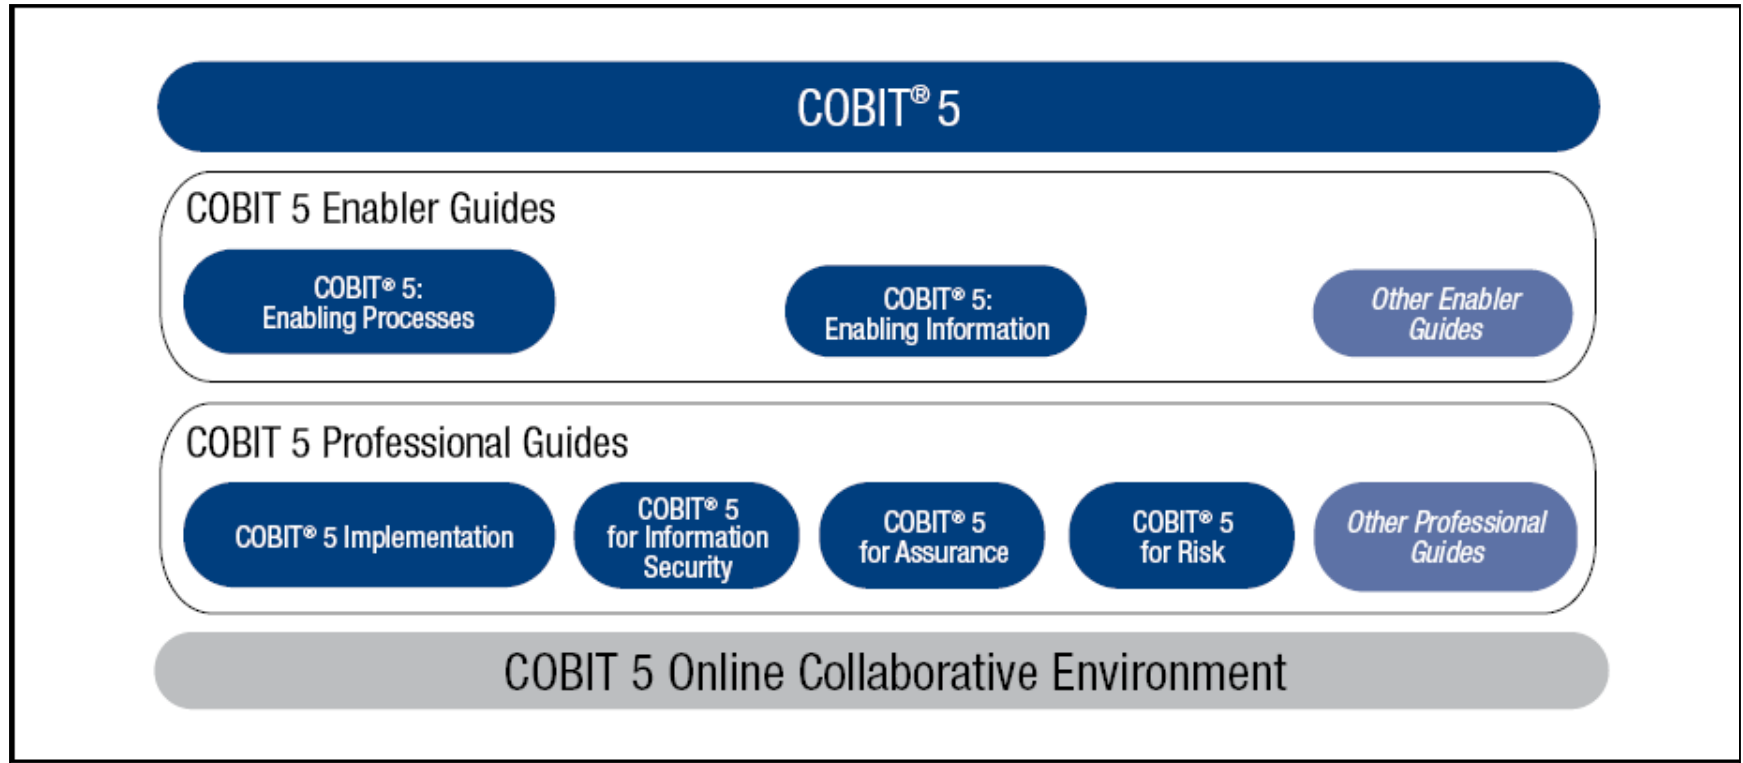 COBIT® 5
COBIT 5 Enabler Guides
COBIT® 5:
Enabling Processes
COBIT® 5:
Enabling Information
Other Enabler
Guides
COBIT 5 Professional Guides
COBIT® 5 Implementation
COBIT® 5
for Information
Security
COBIT® 5
for Assurance
COBIT® 5
for Risk
Other Professional
Guides
COBIT 5 Online Collaborative Environment